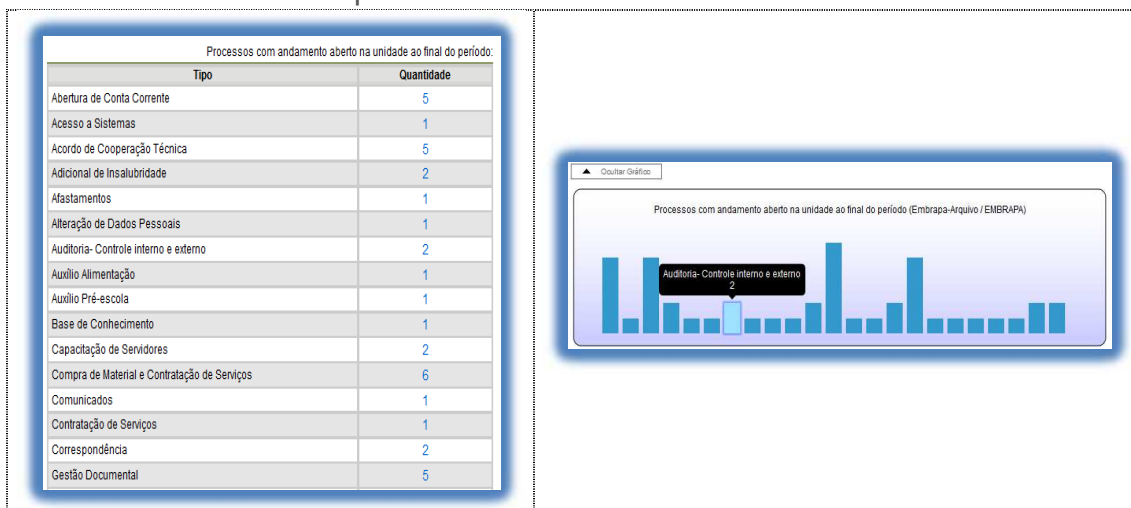 Processos com andamento aberto na unidade ao final do período:
Tipo Quantidade
Abertura de Conta Corrente 5
Acesso a Sistemas 1
Acordo de Cooperação Técnica 5
Adicional de Insalubridade 2
Afastamentos 1
Alteração de Dados Pessoais 1
Auditoria- Controle interno e externo 2
Auxílio Alimentação 1
Auxílio Pré-escola 1
Base de Conhecimento 1
Capacitação de Servidores 2
Compra de Material e Contratação de Serviços 6
Comunicados 1
Contratação de Serviços 1
Correspondência 2
Gestão Documental 5
Ocultar Gráfico
Processos com andamento aberto na unidade ao final do período (Embrapa-Arquivo / EMBRAPA)
Auditoria- Controle interno e externo
2